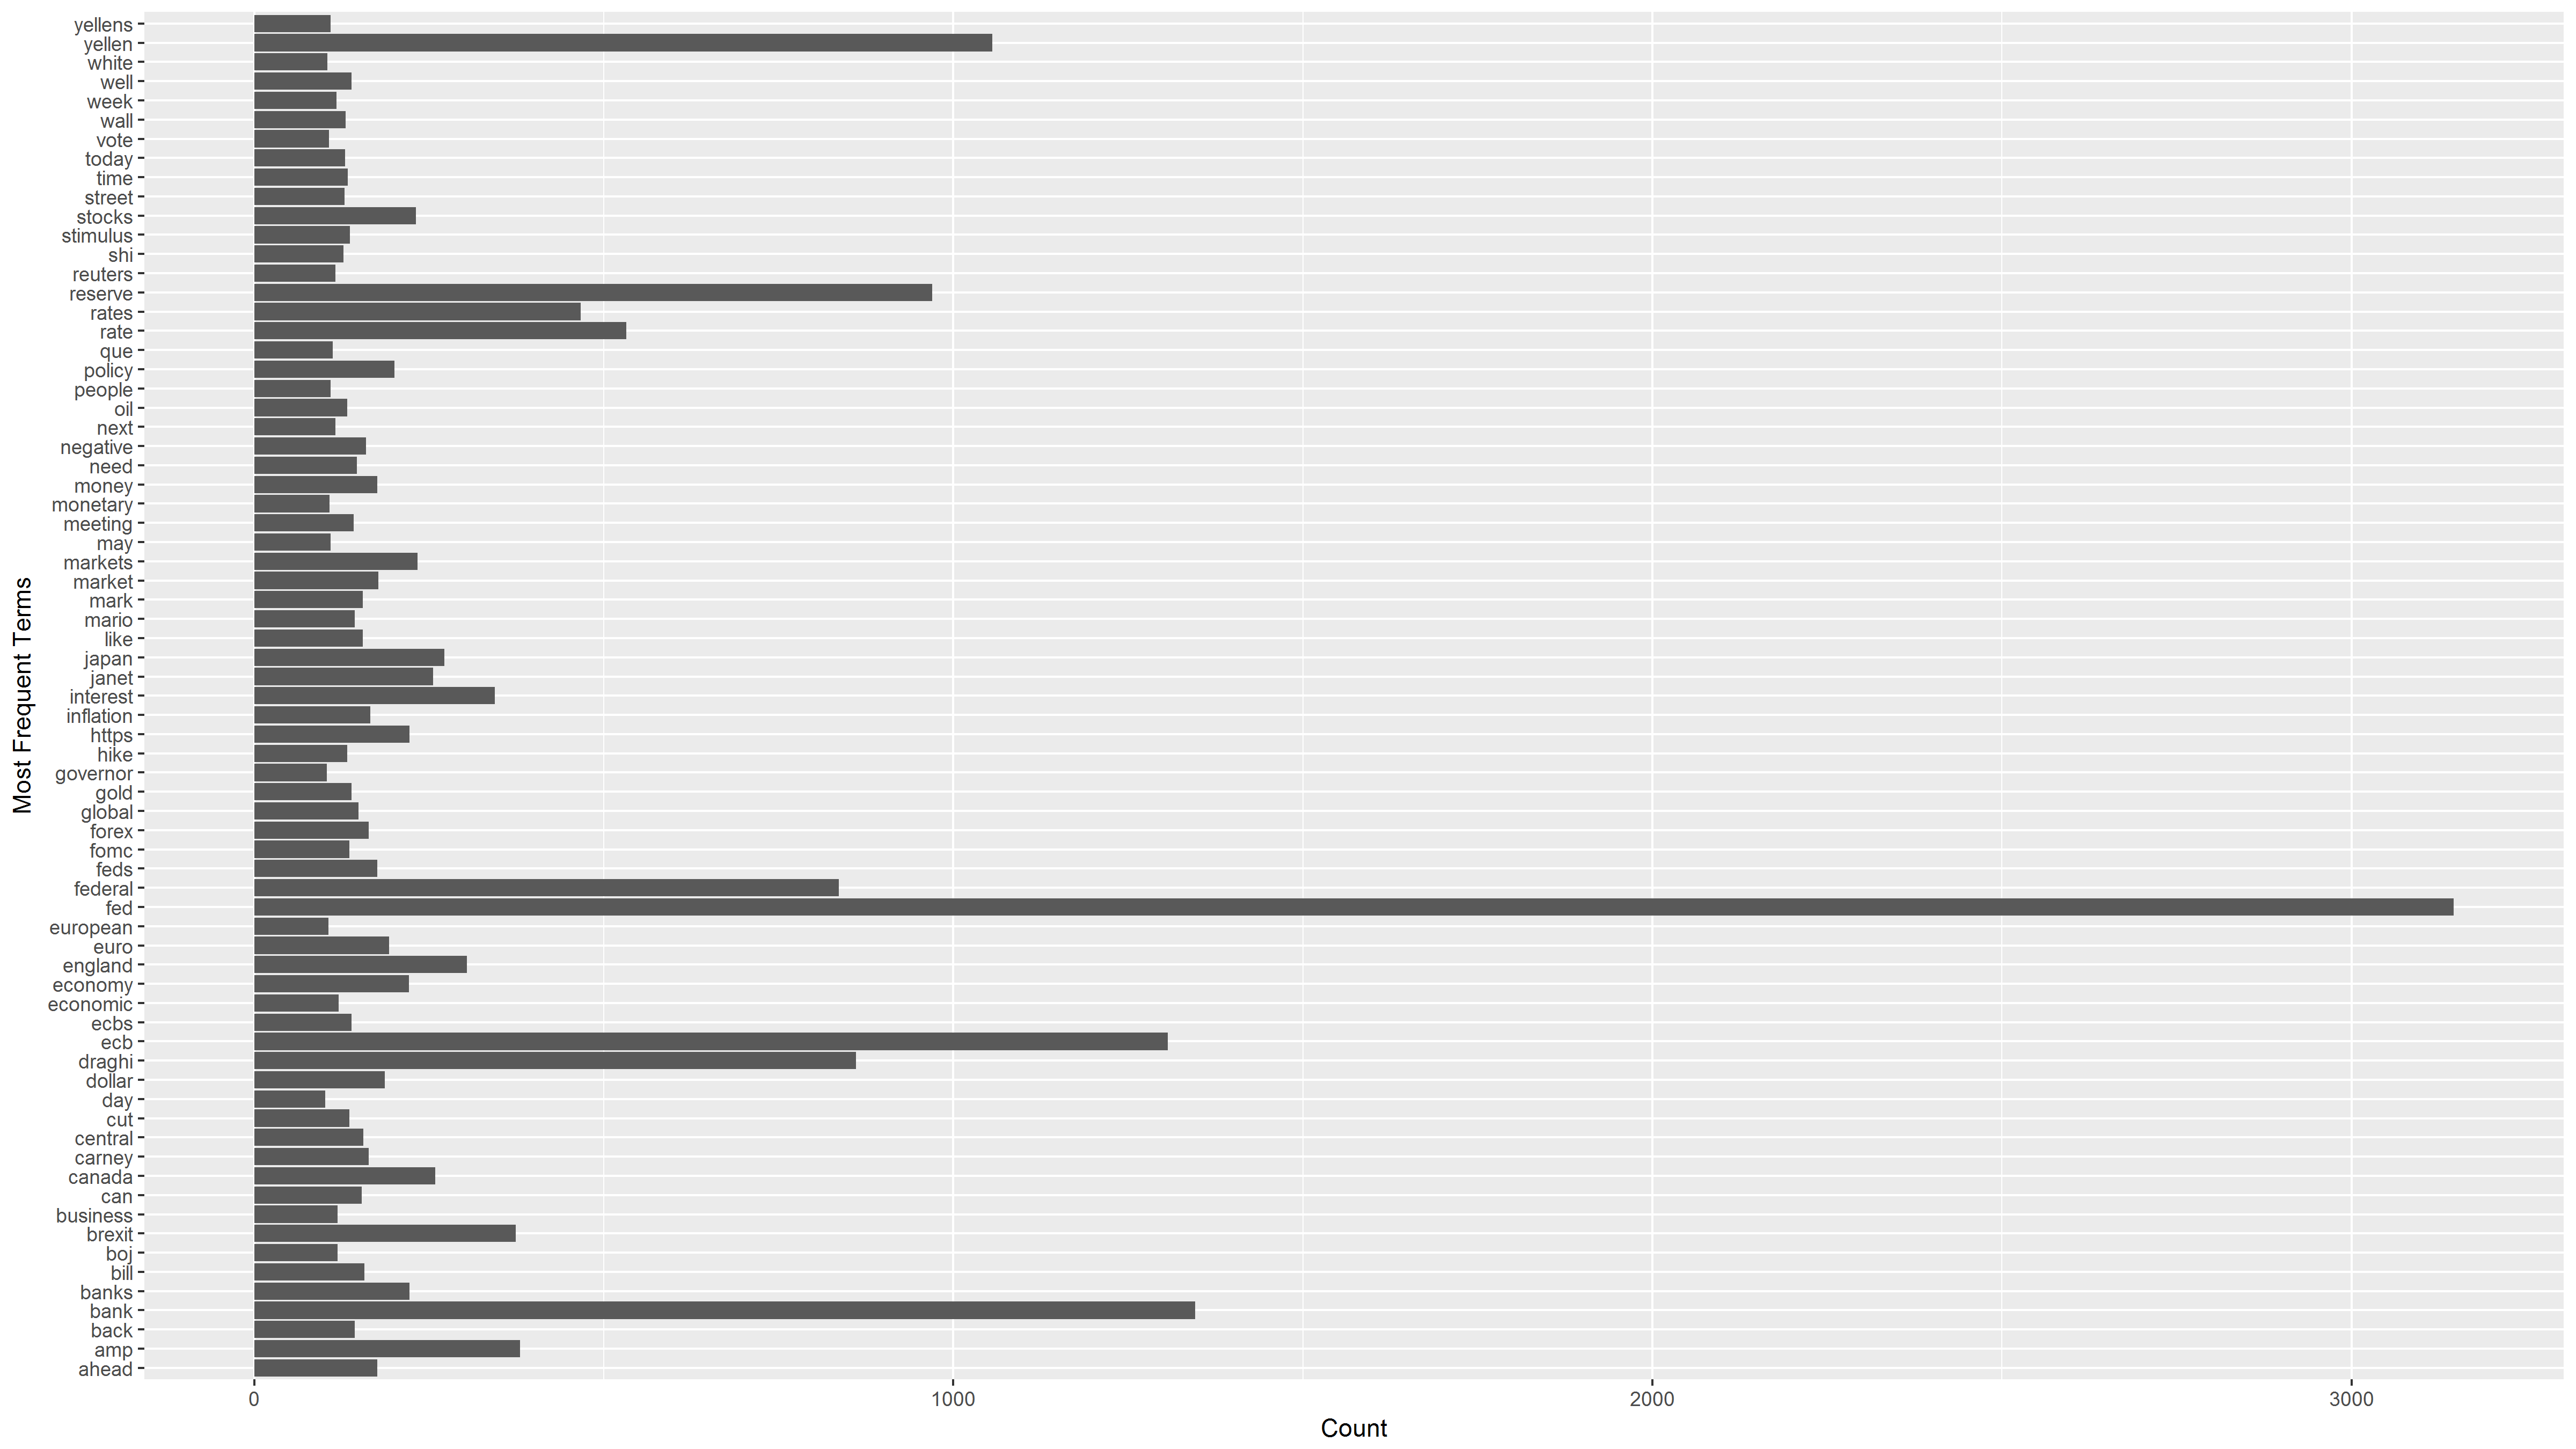 yellens
yellen
white
well
week
wall
vote
today
time
street
stocks
stimulus
shi
reuters
reserve
rates
rate
que
policy
people
oil
next
negative
need
money
monetary
meeting
may
markets
market
mark
mario
like
japan
janet
interest
inflation
https
hike
governor
gold
global
forex
fomc
feds
federal
fed
european
euro
england
economy
economic
ecbs
ecb
draghi
dollar
day
cut
central
carney
canada
can
business
brexit
boj
bill
banks
bank
back
amp
ahead
Most Frequent Terms
0 1000 2000 3000
Count